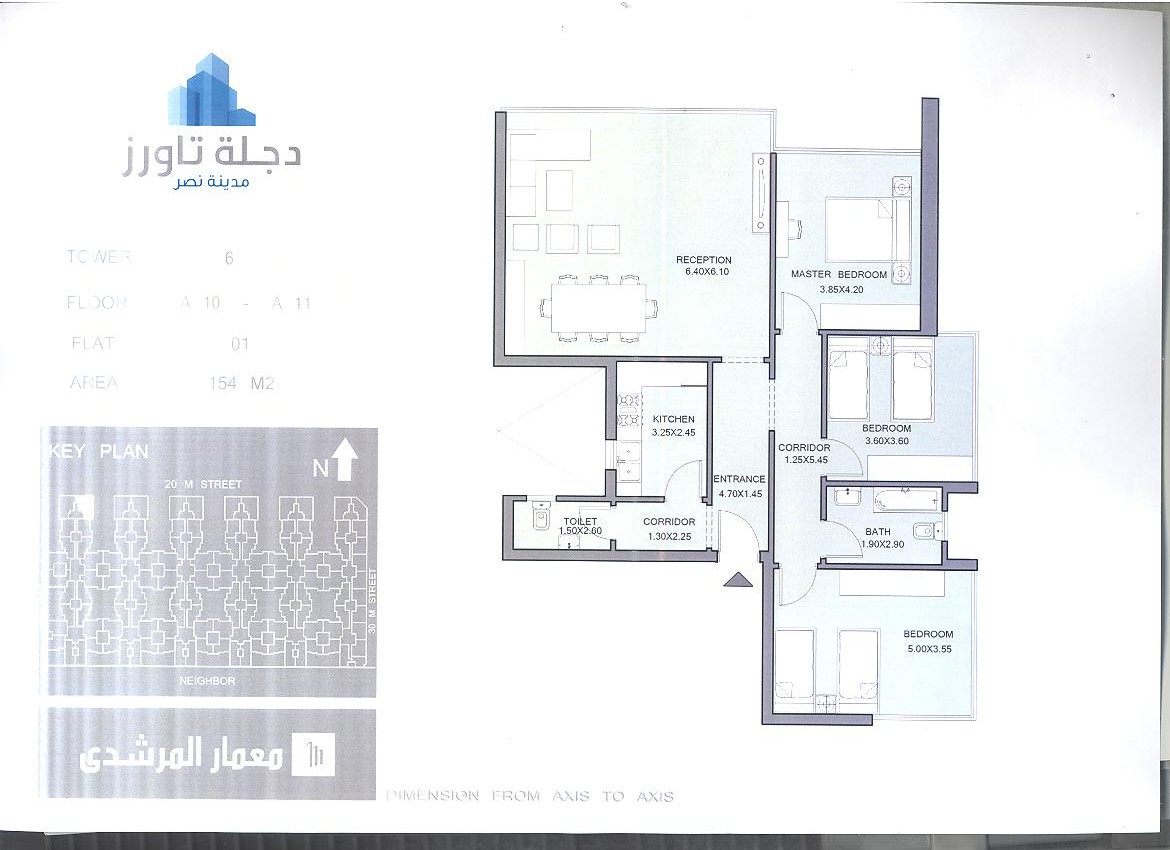 دجلة تاورز
مدينة نصر
TOWER 6
FLOOR A 10 - A 11
FLAT 01
AREA 154 M2
KEY PLAN
N
20 M STREET
30 M STREET
NEIGHBOR
معمار المرشدى
RECEPTION
6.40X6.10
MASTER BEDROOM
3.85X4.20
KITCHEN
3.25X2.45
BEDROOM
3.60X3.60
CORRIDOR
1.25X5.45
ENTRANCE
4.70X1.45
TOILET
1.50X2.60
CORRIDOR
1.30X2.25
BATH
1.90X2.90
BEDROOM
5.00X3.55
DIMENSION FROM AXIS TO AXIS